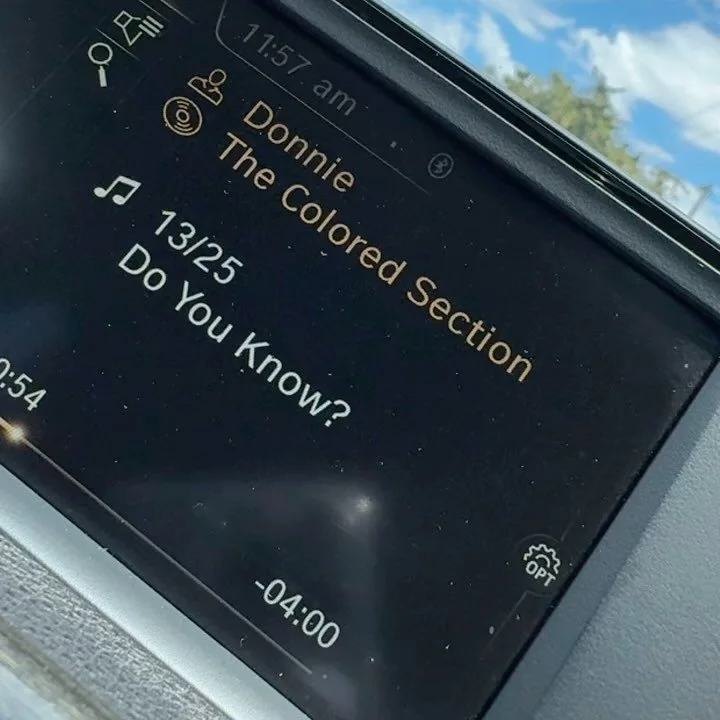 11:57 am
Donnie
The Colored Section
13/25
Do You Know?
0:54
-04:00
OPT